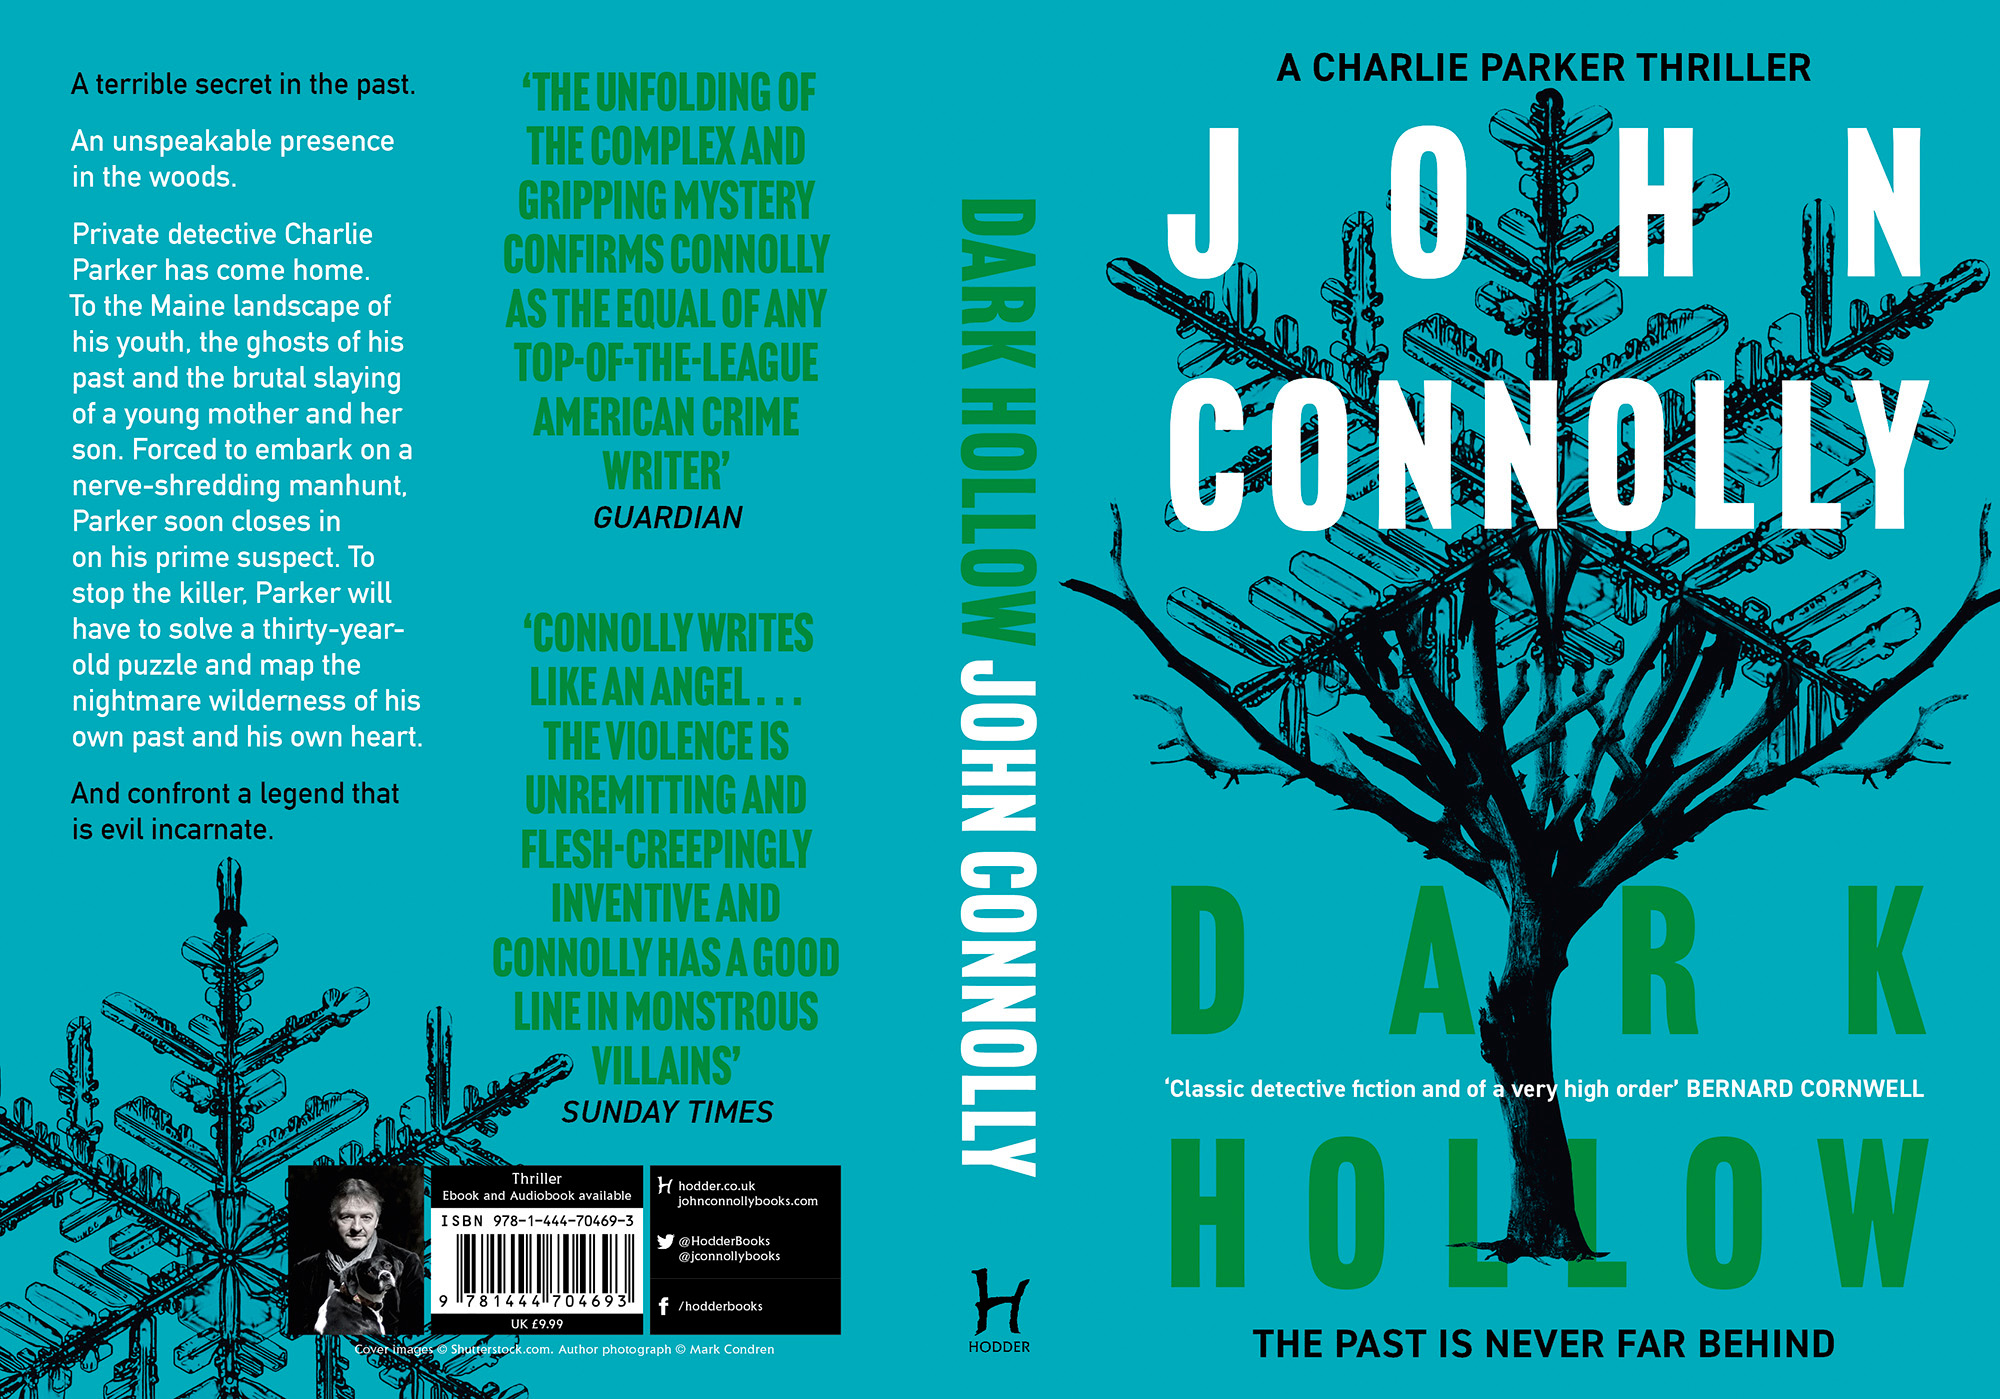 A terrible secret in the past.
An unspeakable presence
in the woods.
Private detective Charlie
Parker has come home.
To the Maine landscape of
his youth, the ghosts of his
past and the brutal slaying
of a young mother and her
son. Forced to embark on a
nerve-shredding manhunt,
Parker soon closes in
on his prime suspect. To
stop the killer, Parker will
have to solve a thirty-year-
old puzzle and map the
nightmare wilderness of his
own past and his own heart.
And confront a legend that
is evil incarnate.
‘THE UNFOLDING OF
THE COMPLEX AND
GRIPPING MYSTERY
CONFIRMS CONNOLLY
AS THE EQUAL OF ANY
TOP-OF-THE-LEAGUE
AMERICAN CRIME
WRITER’
GUARDIAN
‘CONNOLLY WRITES
LIKE AN ANGEL . . .
THE VIOLENCE IS
UNREMITTING AND
FLESH-CREEPINGLY
INVENTIVE AND
CONNOLLY HAS A GOOD
LINE IN MONSTROUS
VILLAINS’
SUNDAY TIMES
Thriller
Ebook and Audiobook available
ISBN 978-1-444-70469-3
9 781444 704693
UK £9.99
hodder.co.uk
johnconnollybooks.com
@HodderBooks
@jconnollybooks
/hodderbooks
Cover images © Shutterstock.com. Author photograph © Mark Condren
DARK HOLLOW JOHN CONNOLLY
HODDER
A CHARLIE PARKER THRILLER
JOHN
CONNOLLY
DARK
‘Classic detective fiction and of a very high order’ BERNARD CORNWELL
HOLLOW
THE PAST IS NEVER FAR BEHIND